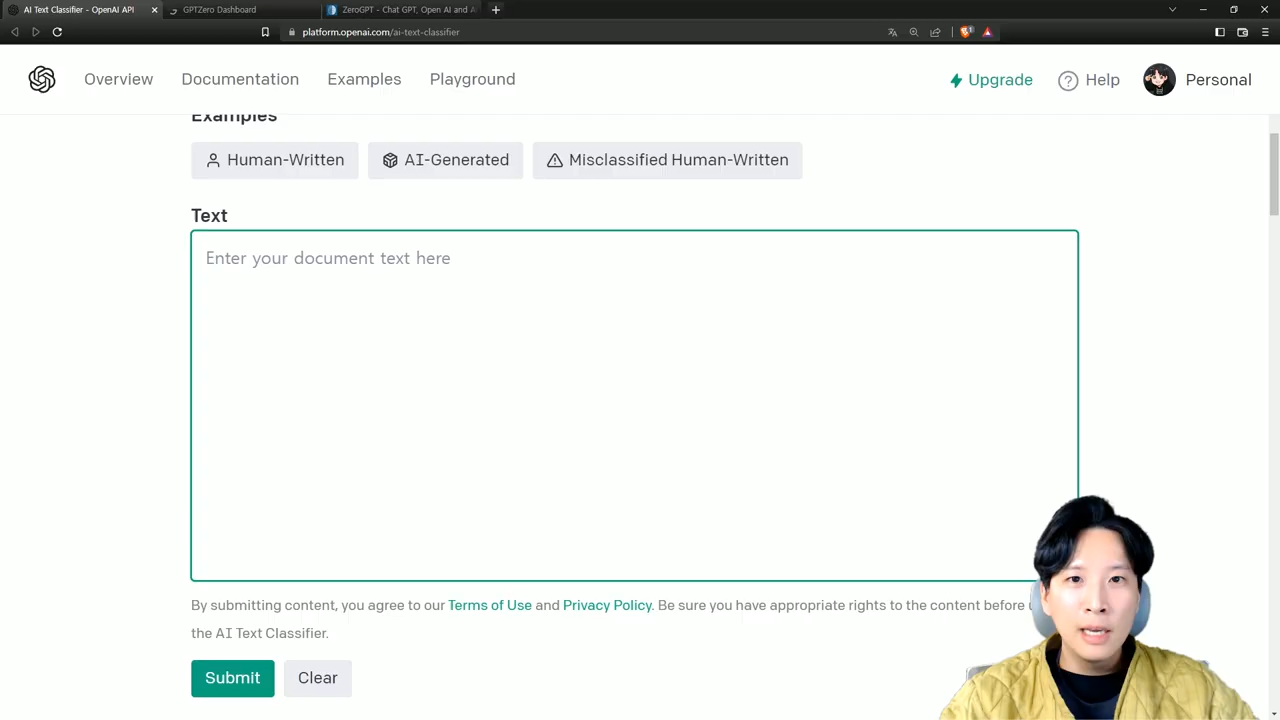 AI Text Classifier - OpenAI API
GPTZero Dashboard
ZeroGPT - Chat GPT, Open AI and A
platform.openai.com/ai-text-classifier
Overview
Documentation
Examples
Playground
Upgrade
Help
Personal
Examples
Human-Written
AI-Generated
Misclassified Human-Written
Text
Enter your document text here
By submitting content, you agree to our Terms of Use and Privacy Policy. Be sure you have appropriate rights to the content before
the AI Text Classifier.
Submit
Clear